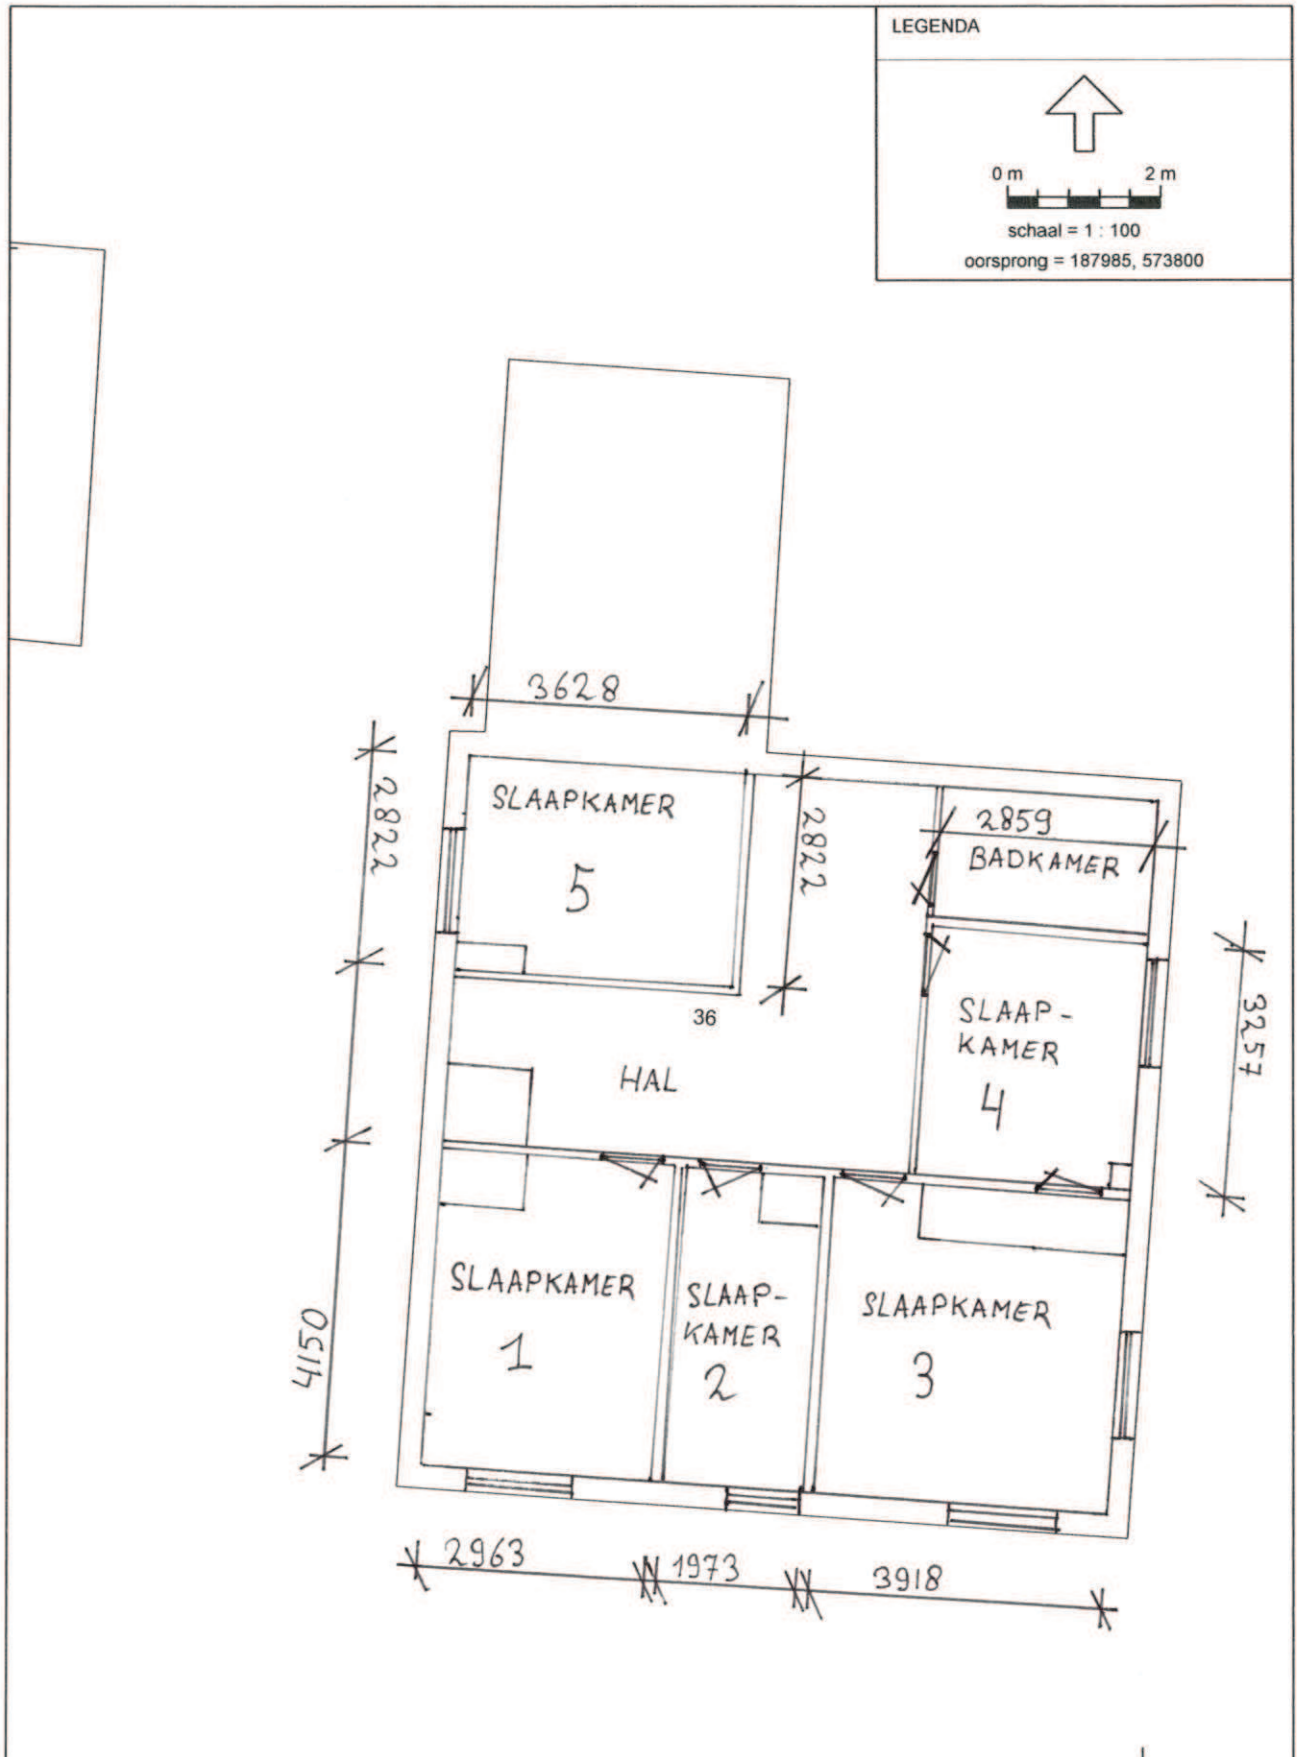 LEGENDA
0 m 2 m
schaal = 1 : 100
oorsprong = 187985, 573800
3628
2822
SLAAPKAMER
5
2822
2859
BADKAMER
36
HAL
SLAAP-
KAMER
4
3257
4150
SLAAPKAMER
1
SLAAP-
KAMER
2
SLAAPKAMER
3
2963
1973
3918